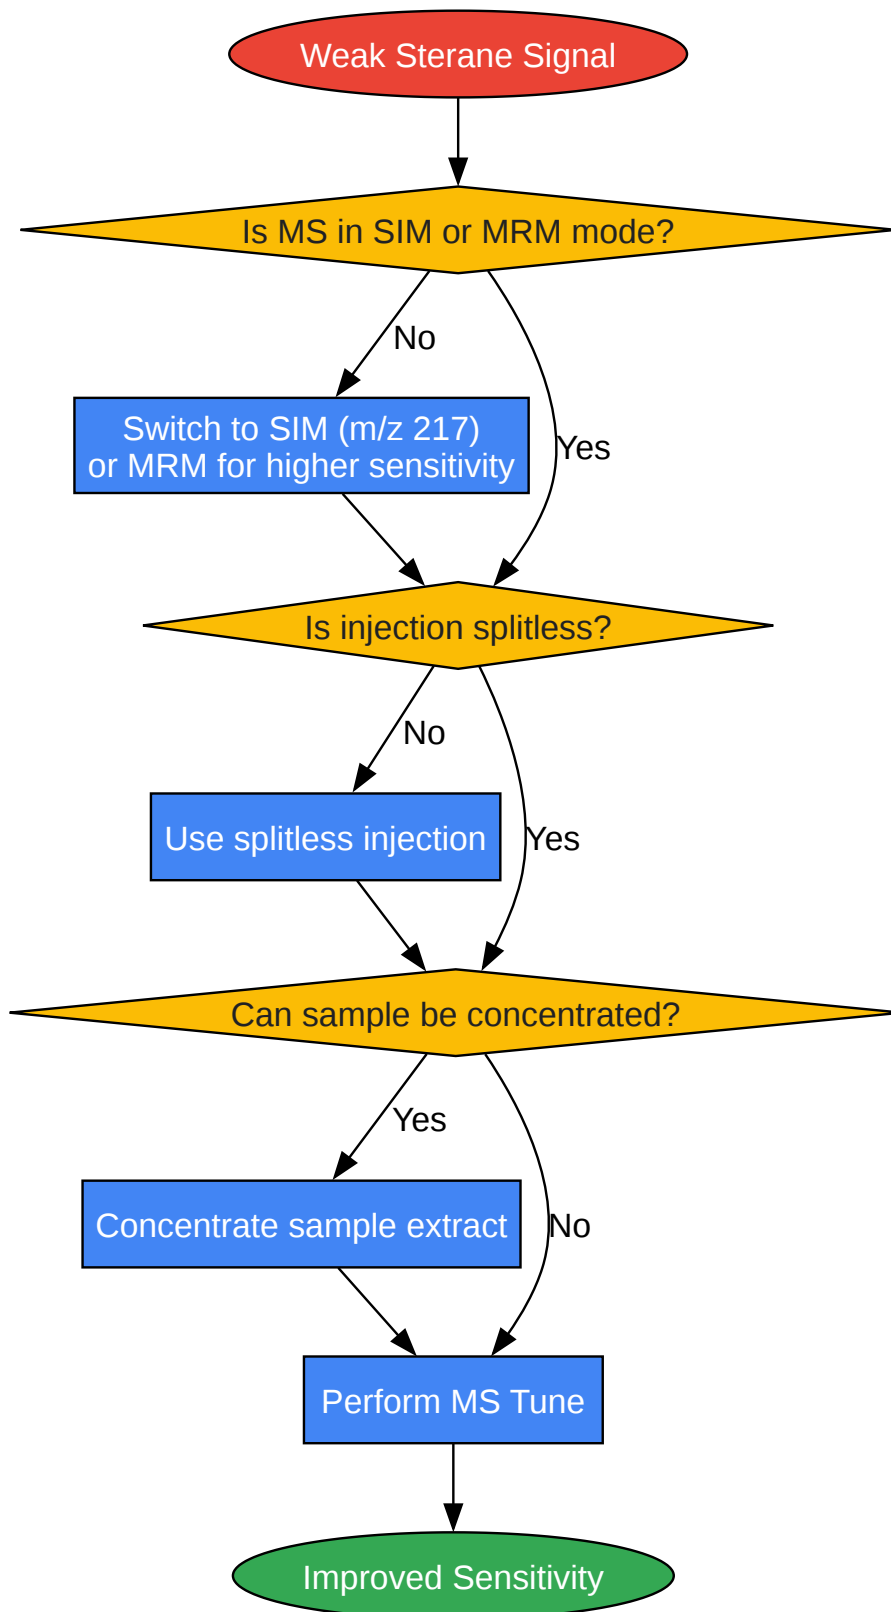 Weak Sterane Signal
Is MS in SIM or MRM mode?
No
Switch to SIM (m/z 217)
or MRM for higher sensitivity
Yes
Is injection splitless?
No
Use splitless injection
Yes
Can sample be concentrated?
Yes
Concentrate sample extract
No
Perform MS Tune
Improved Sensitivity